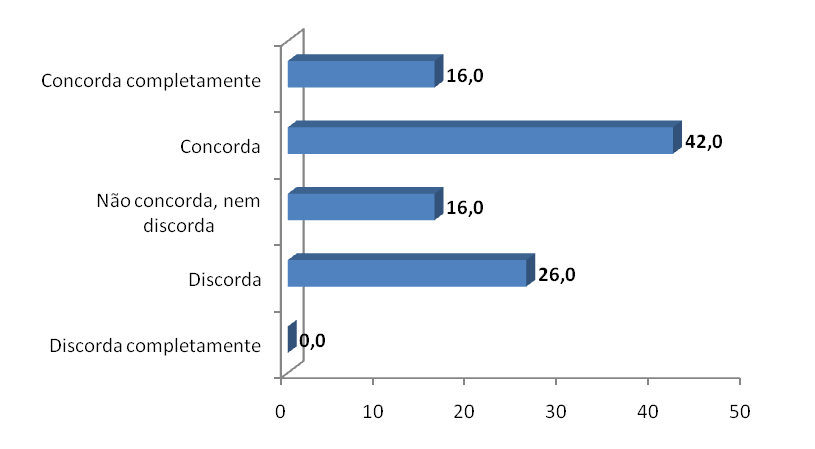 Concorda completamente
16,0
Concorda
42,0
Não concorda, nem
discorda
16,0
Discorda
26,0
Discorda completamente
0,0
0 10 20 30 40 50